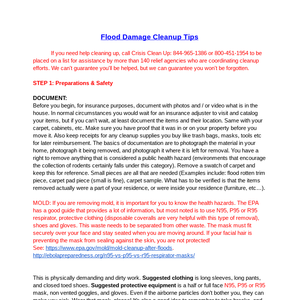 Flood Damage Cleanup Tips
If you need help cleaning up, call Crisis Clean Up: 844-965-1386 or 800-451-1954 to be
placed on a list for assistance by more than 140 relief agencies who are coordinating cleanup
efforts. We can't guarantee you'll be helped, but we can guarantee you won't be forgotten.
STEP 1: Preparations & Safety
DOCUMENT:
Before you begin, for insurance purposes, document with photos and / or video what is in the
house. In normal circumstances you would wait for an insurance adjuster to visit and catalog
your items, but if you can't wait, at least document the items and their location. Same with your
carpet, cabinets, etc. Make sure you have proof that it was in or on your property before you
move it. Also keep receipts for any cleaning supplies you buy like trash bags, masks, tools etc
for later reimbursement. The basics of documentation are to photograph the material in your
home, photograph it being removed, and photograph it where it is left for removal. You have a
right to remove anything that is considered a public health hazard (environments that encourage
the collection of rodents certainly falls under this category). Remove a swatch of carpet and
keep this for reference. Small pieces are all that are needed (Examples include: flood rotten trim
pierce, carpet pad piece (small is fine), carpet sample. What has to be verified is that the items
removed actually were a part of your residence, or were inside your residence (furniture, etc…).
MOLD: If you are removing mold, it is important for you to know the health hazards. The EPA
has a good guide that provides a lot of information, but most noted is to use N95, P95 or R95
respirator, protective clothing (disposable coveralls are very helpful with this type of removal),
shoes and gloves. This waste needs to be separated from other waste. The mask must fit
securely over your face and stay seated when you are moving around. If your facial hair is
preventing the mask from sealing against the skin, you are not protected!
See: https://www.epa.gov/mold/mold-cleanup-after-floods.
http://ebolapreparedness.org/n95-vs-p95-vs-r95-respirator-masks/
This is physically demanding and dirty work. Suggested clothing is long sleeves, long pants,
and closed toed shoes. Suggested protective equipment is a half or full face N95, P95 or R95
mask, non vented goggles, and gloves. Even if the airborne particles don't bother you, they can